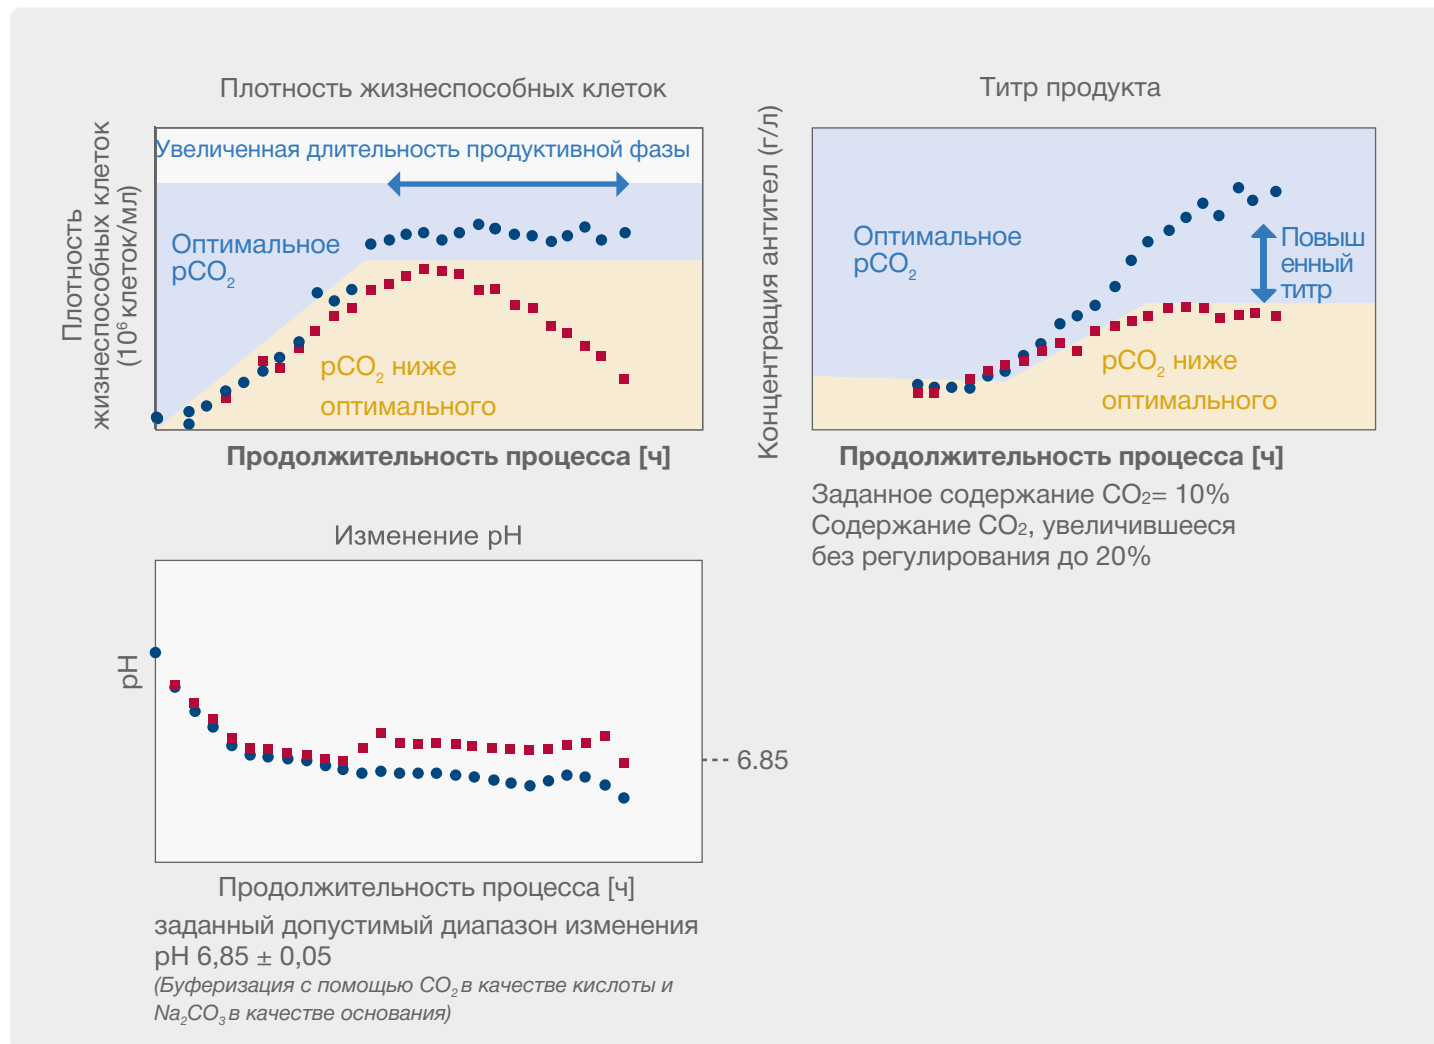 Плотность жизнеспособных клеток
Плотность
жизнеспособных клеток
(10⁶ клеток/мл)
Увеличенная длительность продуктивной фазы
Оптимальное
pCO₂
pCO₂ ниже
оптимального
Продолжительность процесса [ч]
Титр продукта
Концентрация антител (г/л)
Оптимальное
pCO₂
Повыш
енный
титр
pCO₂ ниже
оптимального
Продолжительность процесса [ч]
Заданное содержание CO₂= 10%
Содержание CO₂, увеличившееся
без регулирования до 20%
Изменение pH
pH
6.85
Продолжительность процесса [ч]
заданный допустимый диапазон изменения
pH 6,85 ± 0,05
(Буферизация с помощью CO₂ в качестве кислоты и
Na₂CO₃ в качестве основания)